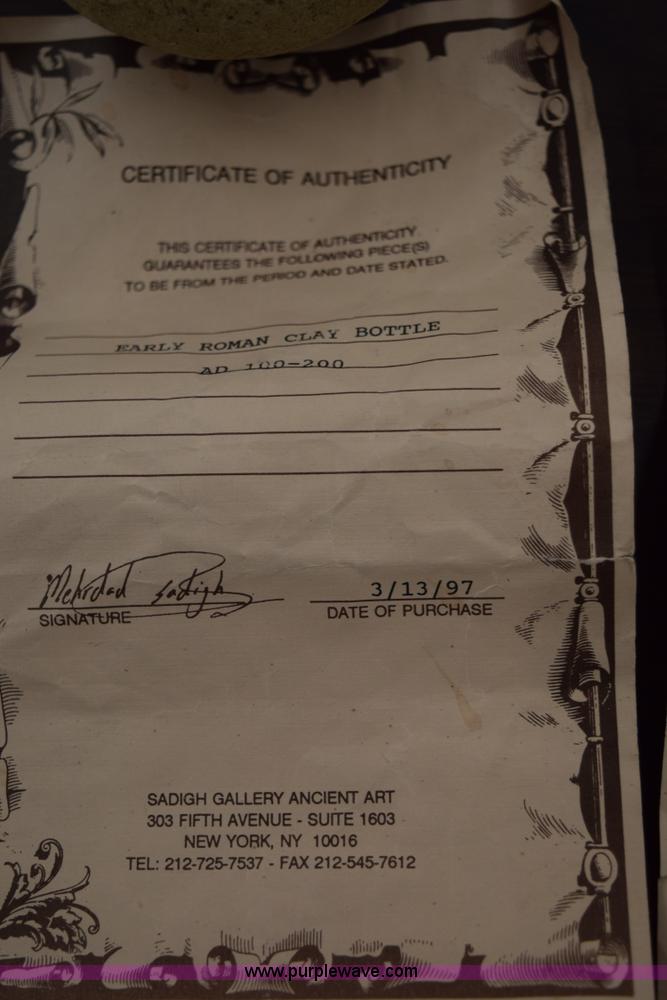 CERTIFICATE OF AUTHENTICITY
THIS CERTIFICATE OF AUTHENTICITY
GUARANTEES THE FOLLOWING PIECE(S)
TO BE FROM THE PERIOD AND DATE STATED.
EARLY ROMAN CLAY BOTTLE
AD 100-200
Mehrdad Sadigh
3/13/97
SIGNATURE
DATE OF PURCHASE
SADIGH GALLERY ANCIENT ART
303 FIFTH AVENUE - SUITE 1603
NEW YORK, NY 10016
TEL: 212-725-7537 - FAX 212-545-7612
www.purplewave.com